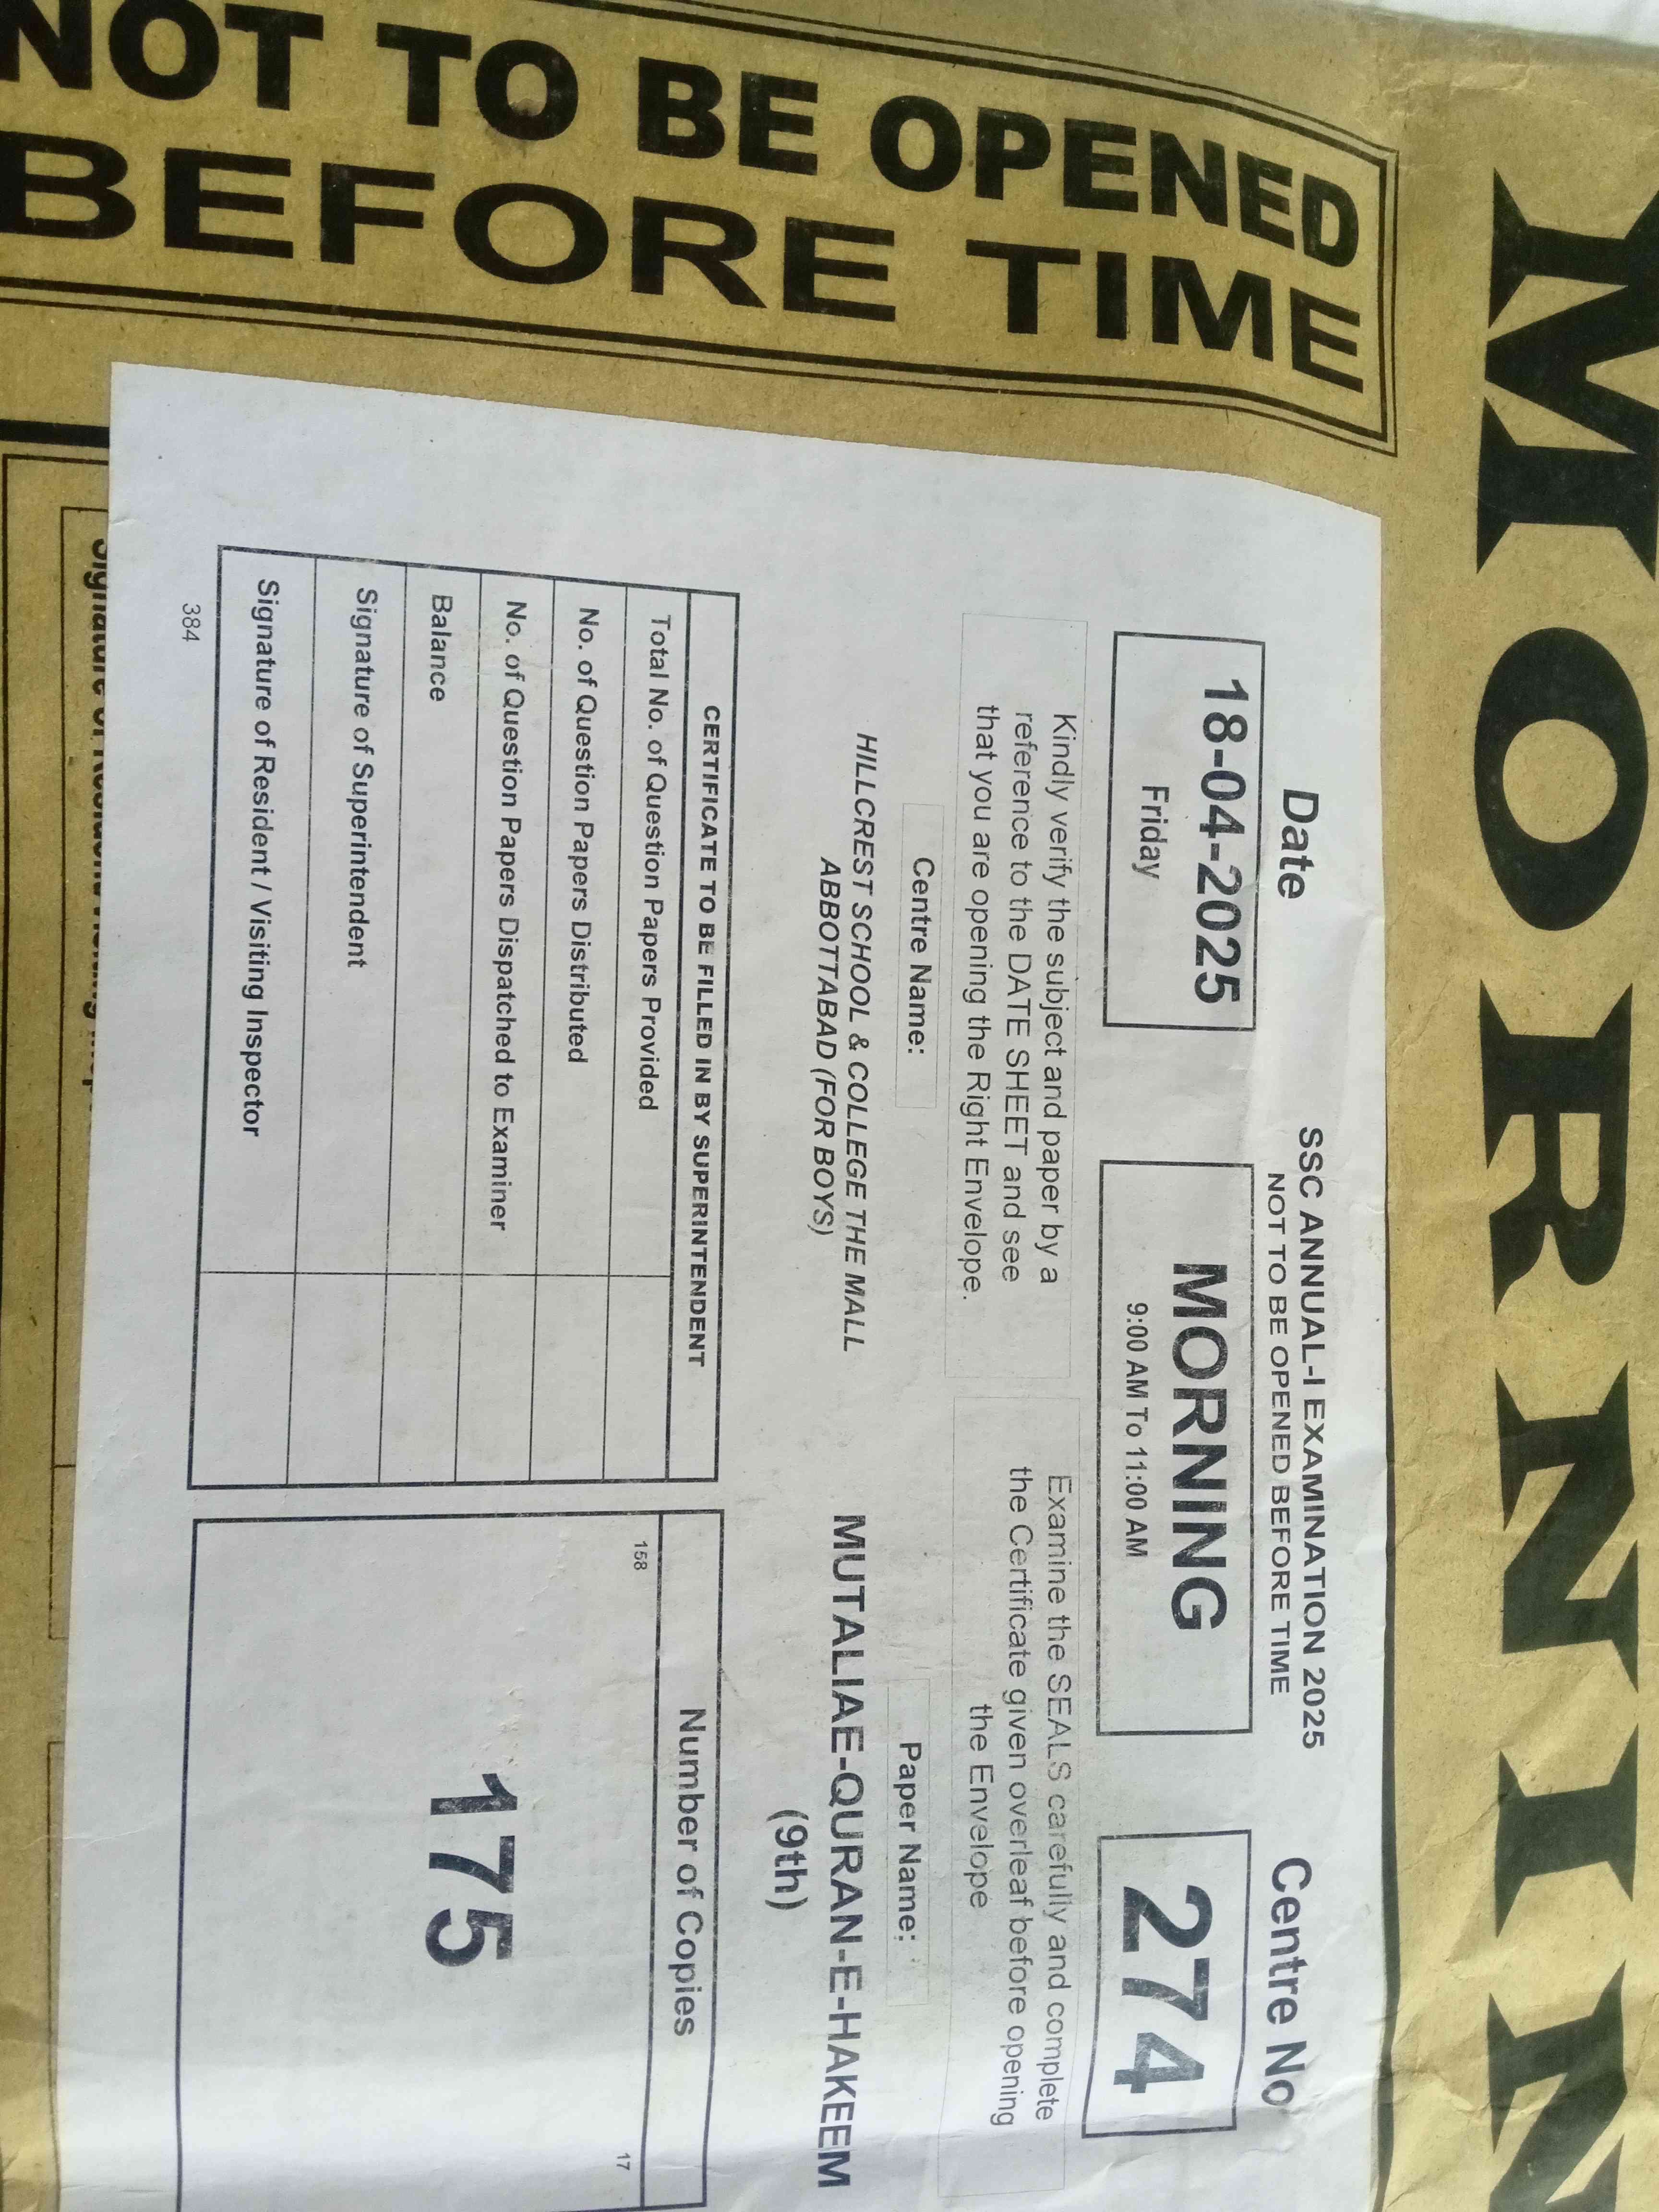 MORNIN
NOT TO BE OPENED
BEFORE TIME
SSC ANNUAL-I EXAMINATION 2025
NOT TO BE OPENED BEFORE TIME
Date
Centre No
18-04-2025
Friday
MORNING
9:00 AM To 11:00 AM
274
Kindly verify the subject and paper by a
reference to the DATE SHEET and see
that you are opening the Right Envelope.
Examine the SEALS carefully and complete
the Certificate given overleaf before opening
the Envelope
Centre Name:
HILLCREST SCHOOL & COLLEGE THE MALL
ABBOTTABAD (FOR BOYS)
Paper Name:
MUTALIAE-QURAN-E-HAKEEM
(9th)
CERTIFICATE TO BE FILLED IN BY SUPERINTENDENT
Total No. of Question Papers Provided
No. of Question Papers Distributed
No. of Question Papers Dispatched to Examiner
Balance
Signature of Superintendent
Signature of Resident / Visiting Inspector
384
Number of Copies
158
17
175